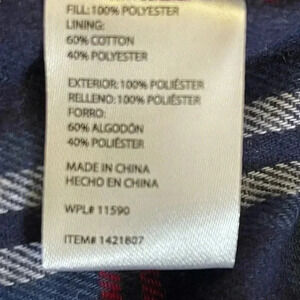 FILL: 100% POLYESTER
LINING:
60% COTTON
40% POLYESTER
EXTERIOR: 100% POLIÉSTER
RELLENO: 100% POLIÉSTER
FORRO:
60% ALGODÓN
40% POLIÉSTER
MADE IN CHINA
HECHO EN CHINA
WPL# 11590
ITEM# 1421807